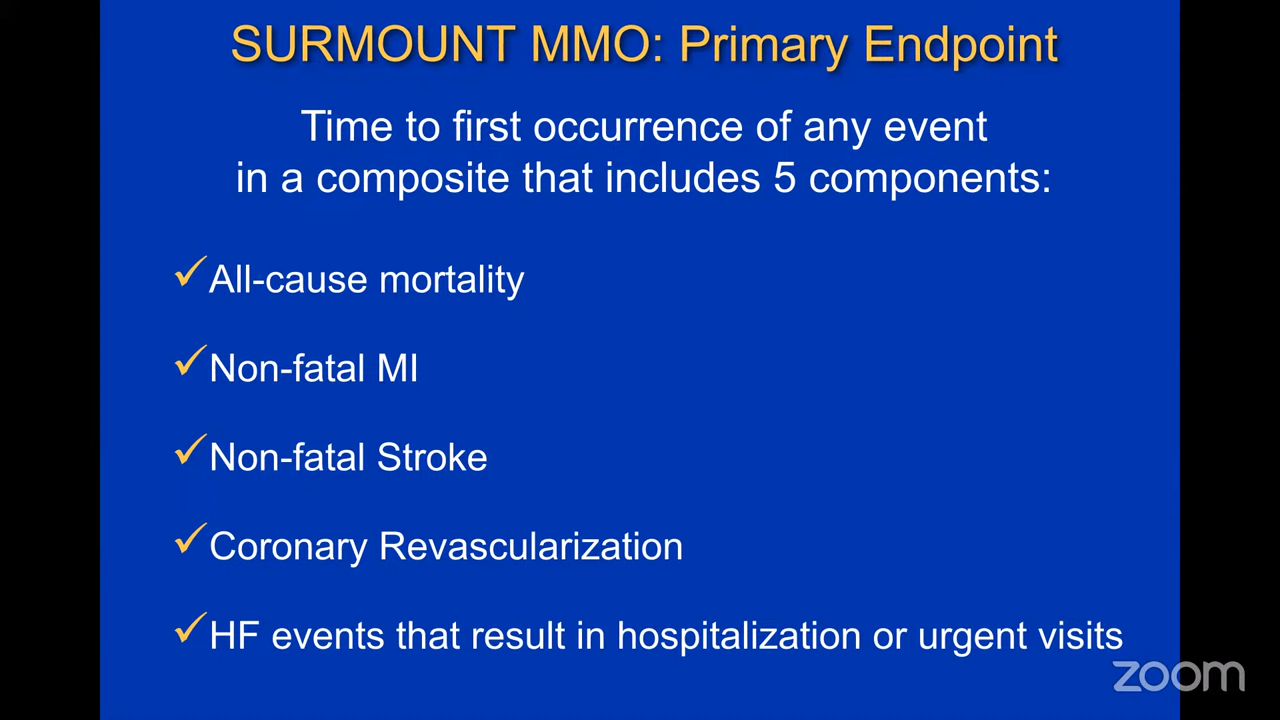 SURMOUNT MMO: Primary Endpoint
Time to first occurrence of any event
in a composite that includes 5 components:
All-cause mortality
Non-fatal MI
Non-fatal Stroke
Coronary Revascularization
HF events that result in hospitalization or urgent visits
zoom